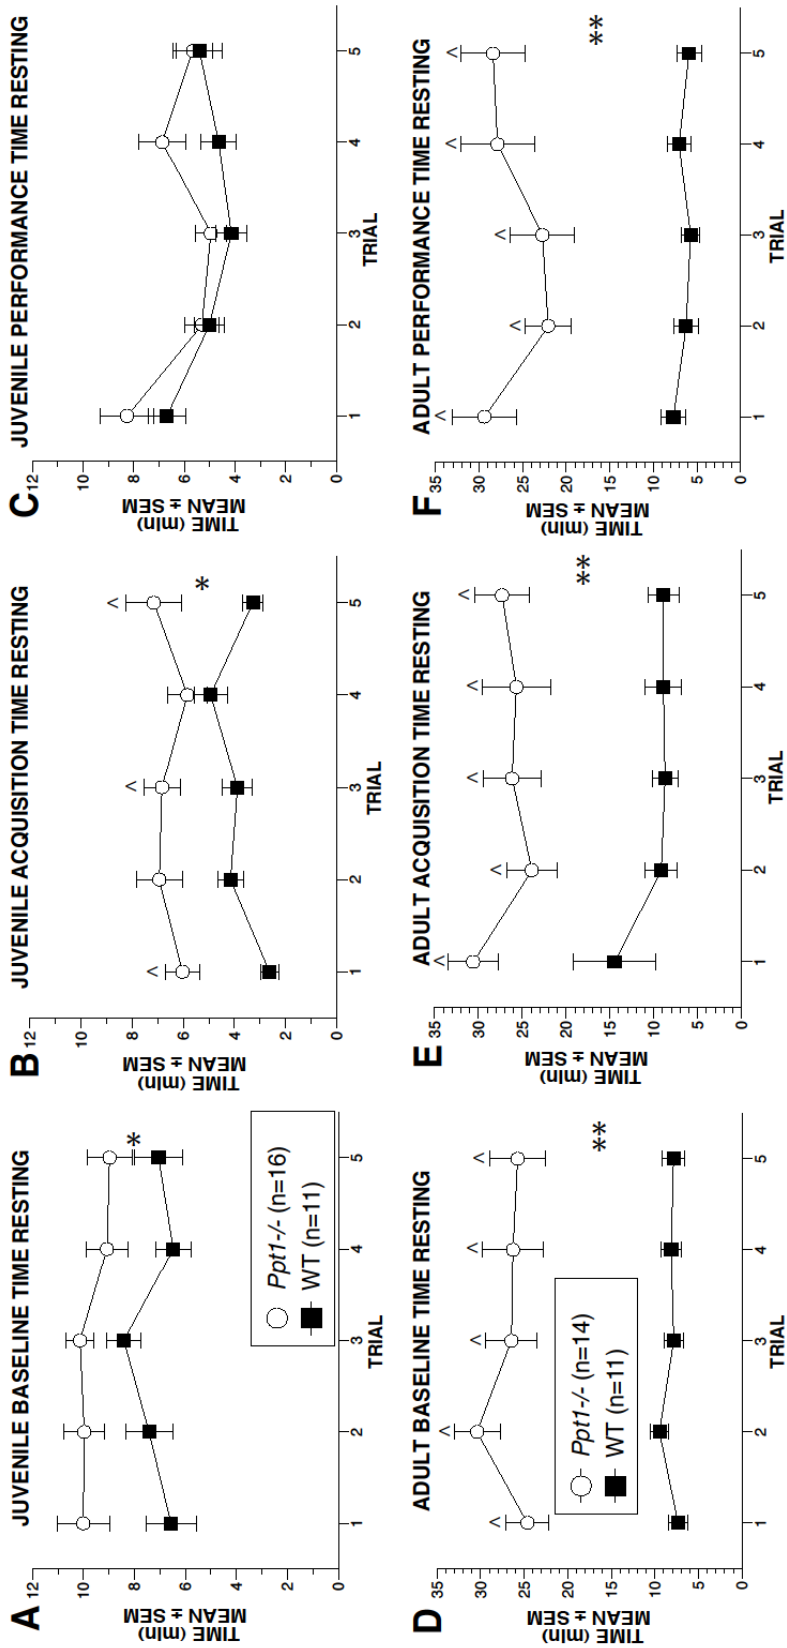 A
JUVENILE BASELINE TIME RESTING
TIME (min)
MEAN ± SEM
12
10
8
6
4
2
0
*
Ppt1-/- (n=16)
WT (n=11)
1
2
3
4
5
TRIAL
B
JUVENILE ACQUISITION TIME RESTING
TIME (min)
MEAN ± SEM
12
10
8
6
4
2
0
^
^
^
*
1
2
3
4
5
TRIAL
C
JUVENILE PERFORMANCE TIME RESTING
TIME (min)
MEAN ± SEM
12
10
8
6
4
2
0
1
2
3
4
5
TRIAL
D
ADULT BASELINE TIME RESTING
TIME (min)
MEAN ± SEM
35
30
25
20
15
10
5
0
^
^
^
^
^
**
Ppt1-/- (n=14)
WT (n=11)
1
2
3
4
5
TRIAL
E
ADULT ACQUISITION TIME RESTING
TIME (min)
MEAN ± SEM
35
30
25
20
15
10
5
0
^
^
^
^
^
**
1
2
3
4
5
TRIAL
F
ADULT PERFORMANCE TIME RESTING
TIME (min)
MEAN ± SEM
35
30
25
20
15
10
5
0
^
^
^
^
^
**
1
2
3
4
5
TRIAL